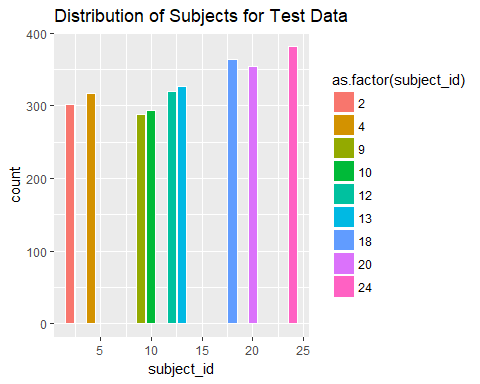 Distribution of Subjects for Test Data
400
300
200
100
0
count
5 10 15 20 25
subject_id
as.factor(subject_id)
2
4
9
10
12
13
18
20
24